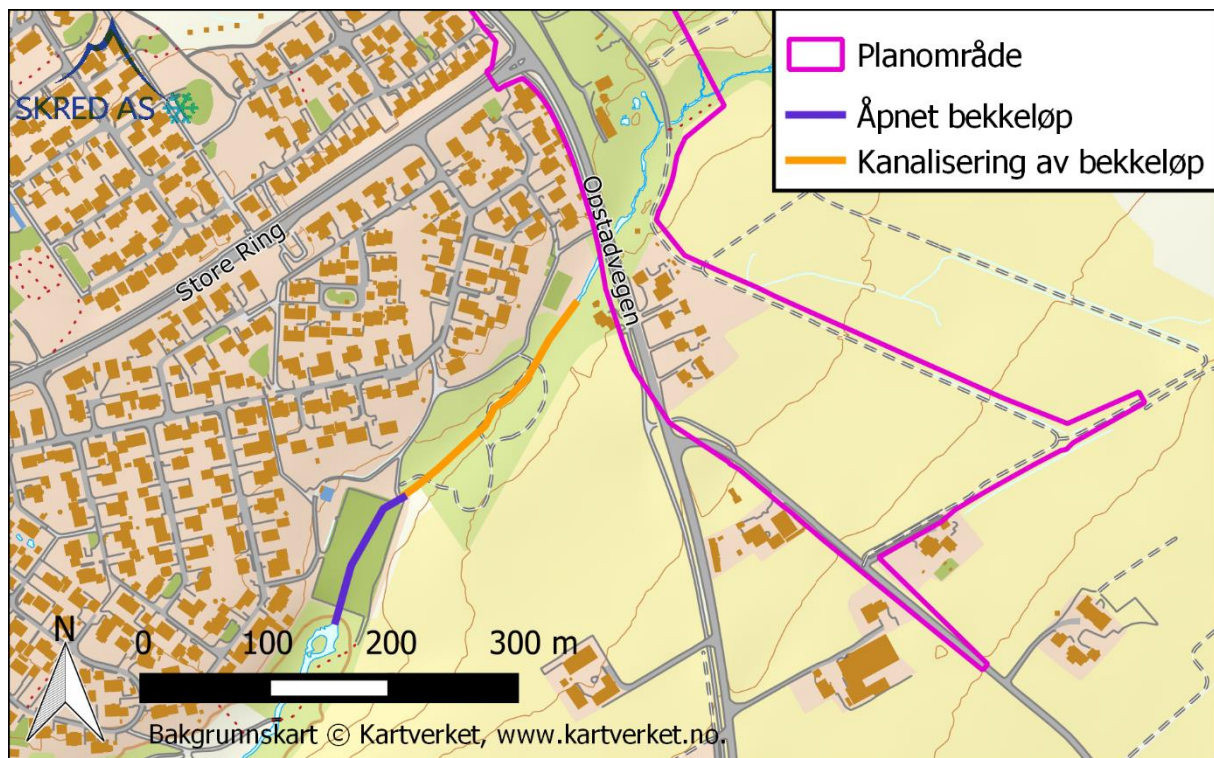 SKRED AS
Planområde
Åpnet bekkeløp
Kanalisering av bekkeløp
Store Ring
Opstadvegen
N
0 100 200 300 m
Bakgrunnskart © Kartverket, www.kartverket.no.